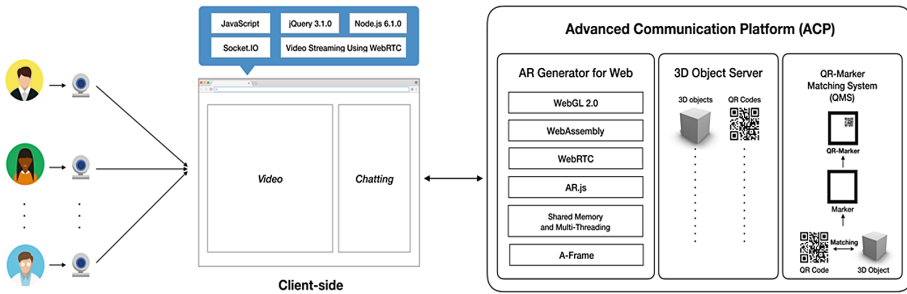 JavaScript
jQuery 3.1.0
Node.js 6.1.0
Socket.IO
Video Streaming Using WebRTC
Video
Chatting
Client-side
Advanced Communication Platform (ACP)
AR Generator for Web
WebGL 2.0
WebAssembly
WebRTC
AR.js
Shared Memory
and Multi-Threading
A-Frame
3D Object Server
3D objects
QR Codes
QR-Marker
Matching System
(QMS)
QR-Marker
Marker
Matching
QR Code
3D Object